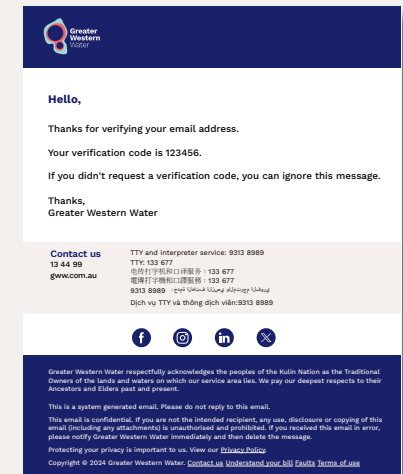 Greater
Western
Water
Hello,
Thanks for verifying your email address.
Your verification code is 123456.
If you didn't request a verification code, you can ignore this message.
Thanks,
Greater Western Water
Contact us
13 44 99
gww.com.au
TTY and interpreter service: 9313 8989
TTY: 133 677
电传打字机和口译服务：133 677
電傳打字機和口譯服務：133 677
9313 8989
Dịch vụ TTY và thông dịch viên:9313 8989
Greater Western Water respectfully acknowledges the peoples of the Kulin Nation as the Traditional
Owners of the lands and waters on which our service area lies. We pay our deepest respects to their
Ancestors and Elders past and present.
This is a system generated email. Please do not reply to this email.
This email is confidential. If you are not the intended recipient, any use, disclosure or copying of this
email (including any attachments) is unauthorised and prohibited. If you received this email in error,
please notify Greater Western Water immediately and then delete the message.
Protecting your privacy is important to us. View our Privacy Policy.
Copyright © 2024 Greater Western Water. Contact us Understand your bill Faults Terms of use